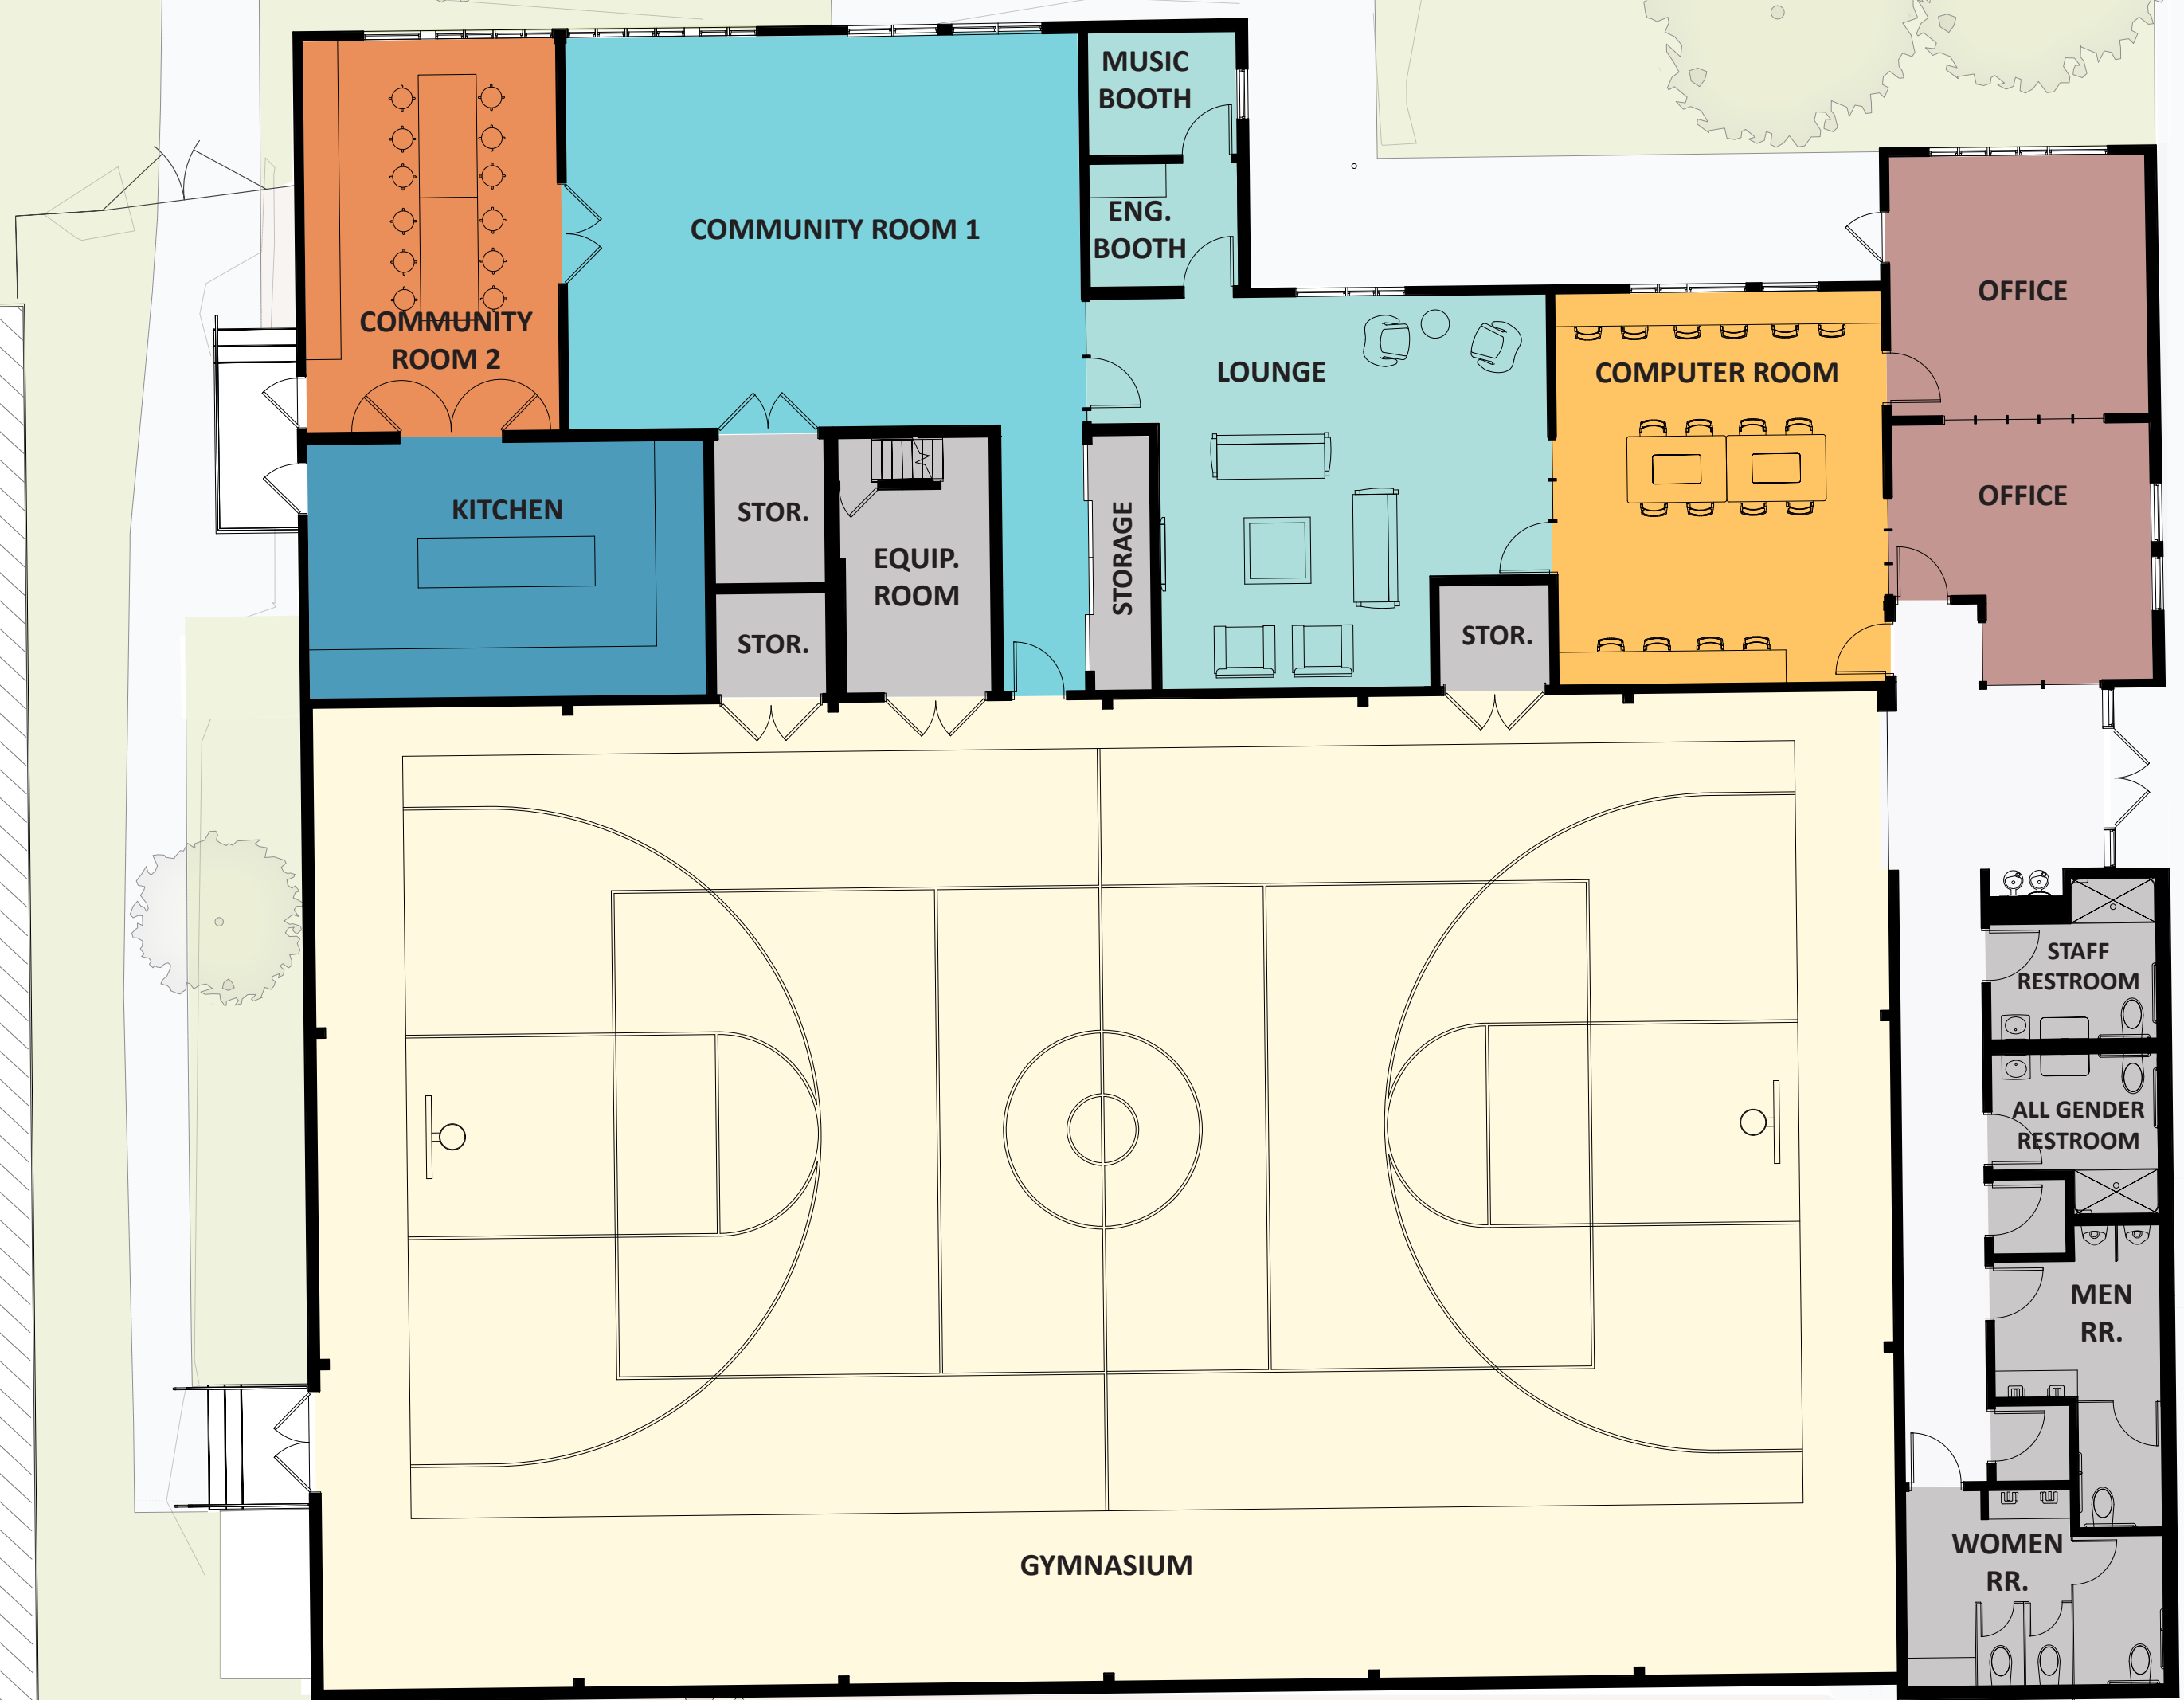 MUSIC
BOOTH
COMMUNITY ROOM 1
ENG.
BOOTH
OFFICE
COMMUNITY
ROOM 2
LOUNGE
COMPUTER ROOM
KITCHEN
STOR.
EQUIP.
ROOM
STORAGE
OFFICE
STOR.
STOR.
STAFF
RESTROOM
ALL GENDER
RESTROOM
MEN
RR.
WOMEN
RR.
GYMNASIUM